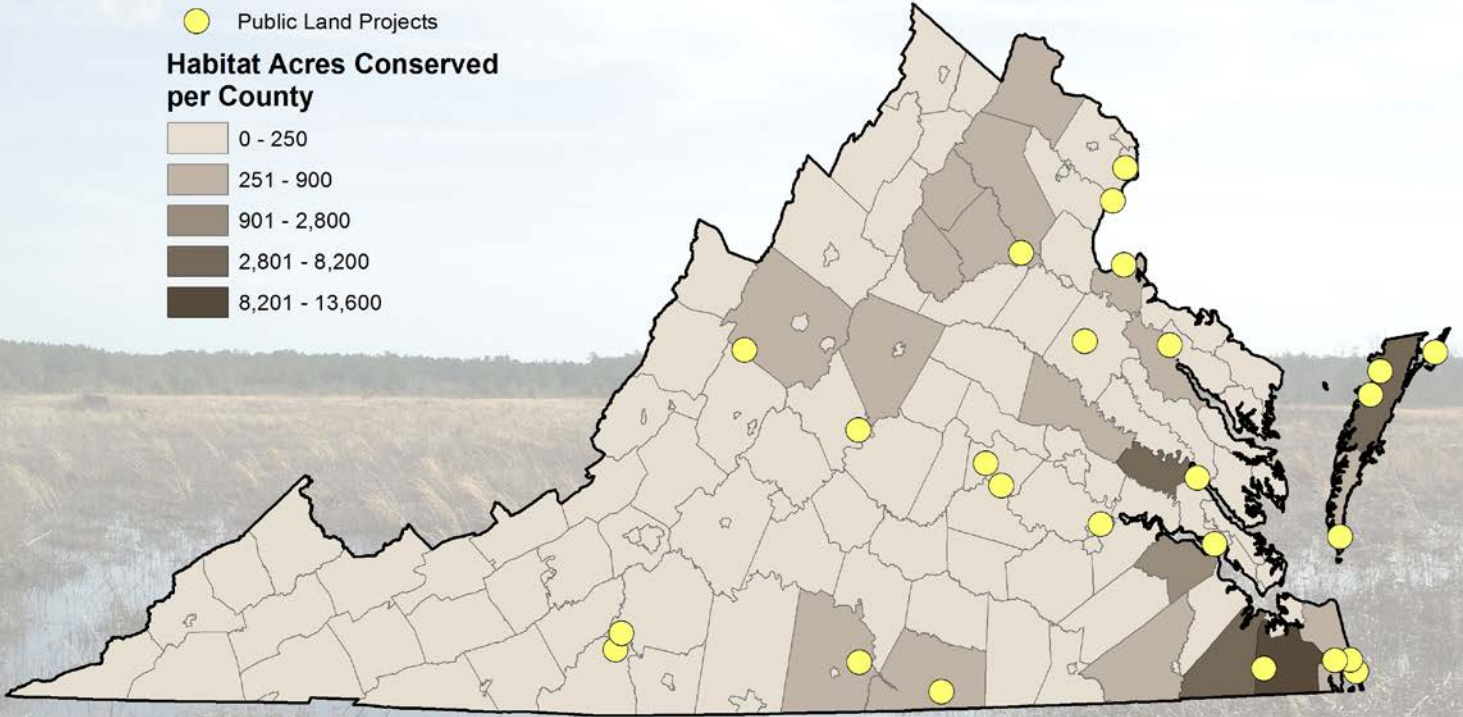 Public Land Projects
Habitat Acres Conserved
per County
0 - 250
251 - 900
901 - 2,800
2,801 - 8,200
8,201 - 13,600